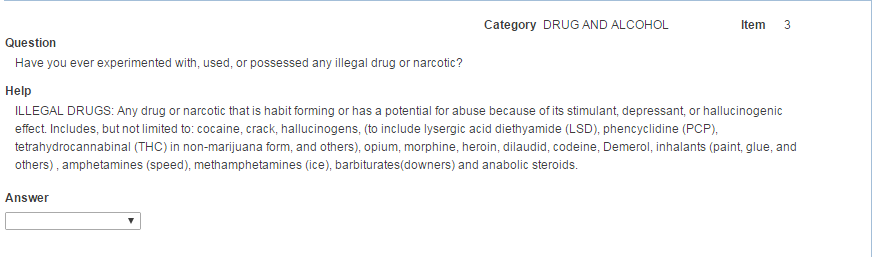 Category DRUG AND ALCOHOL Item 3
Question
Have you ever experimented with, used, or possessed any illegal drug or narcotic?
Help
ILLEGAL DRUGS: Any drug or narcotic that is habit forming or has a potential for abuse because of its stimulant, depressant, or hallucinogenic
effect. Includes, but not limited to: cocaine, crack, hallucinogens, (to include lysergic acid diethyamide (LSD), phencyclidine (PCP),
tetrahydrocannabinal (THC) in non-marijuana form, and others), opium, morphine, heroin, dilaudid, codeine, Demerol, inhalants (paint, glue, and
others) , amphetamines (speed), methamphetamines (ice), barbiturates(downers) and anabolic steroids.
Answer